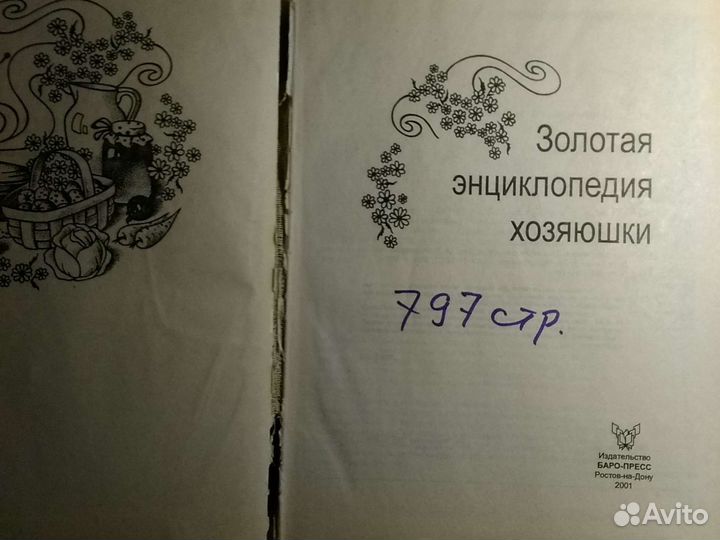 Золотая
энциклопедия
хозяюшки
797 стр.
Издательство
БАРО-ПРЕСС
Ростов-на-Дону
2001
Avito